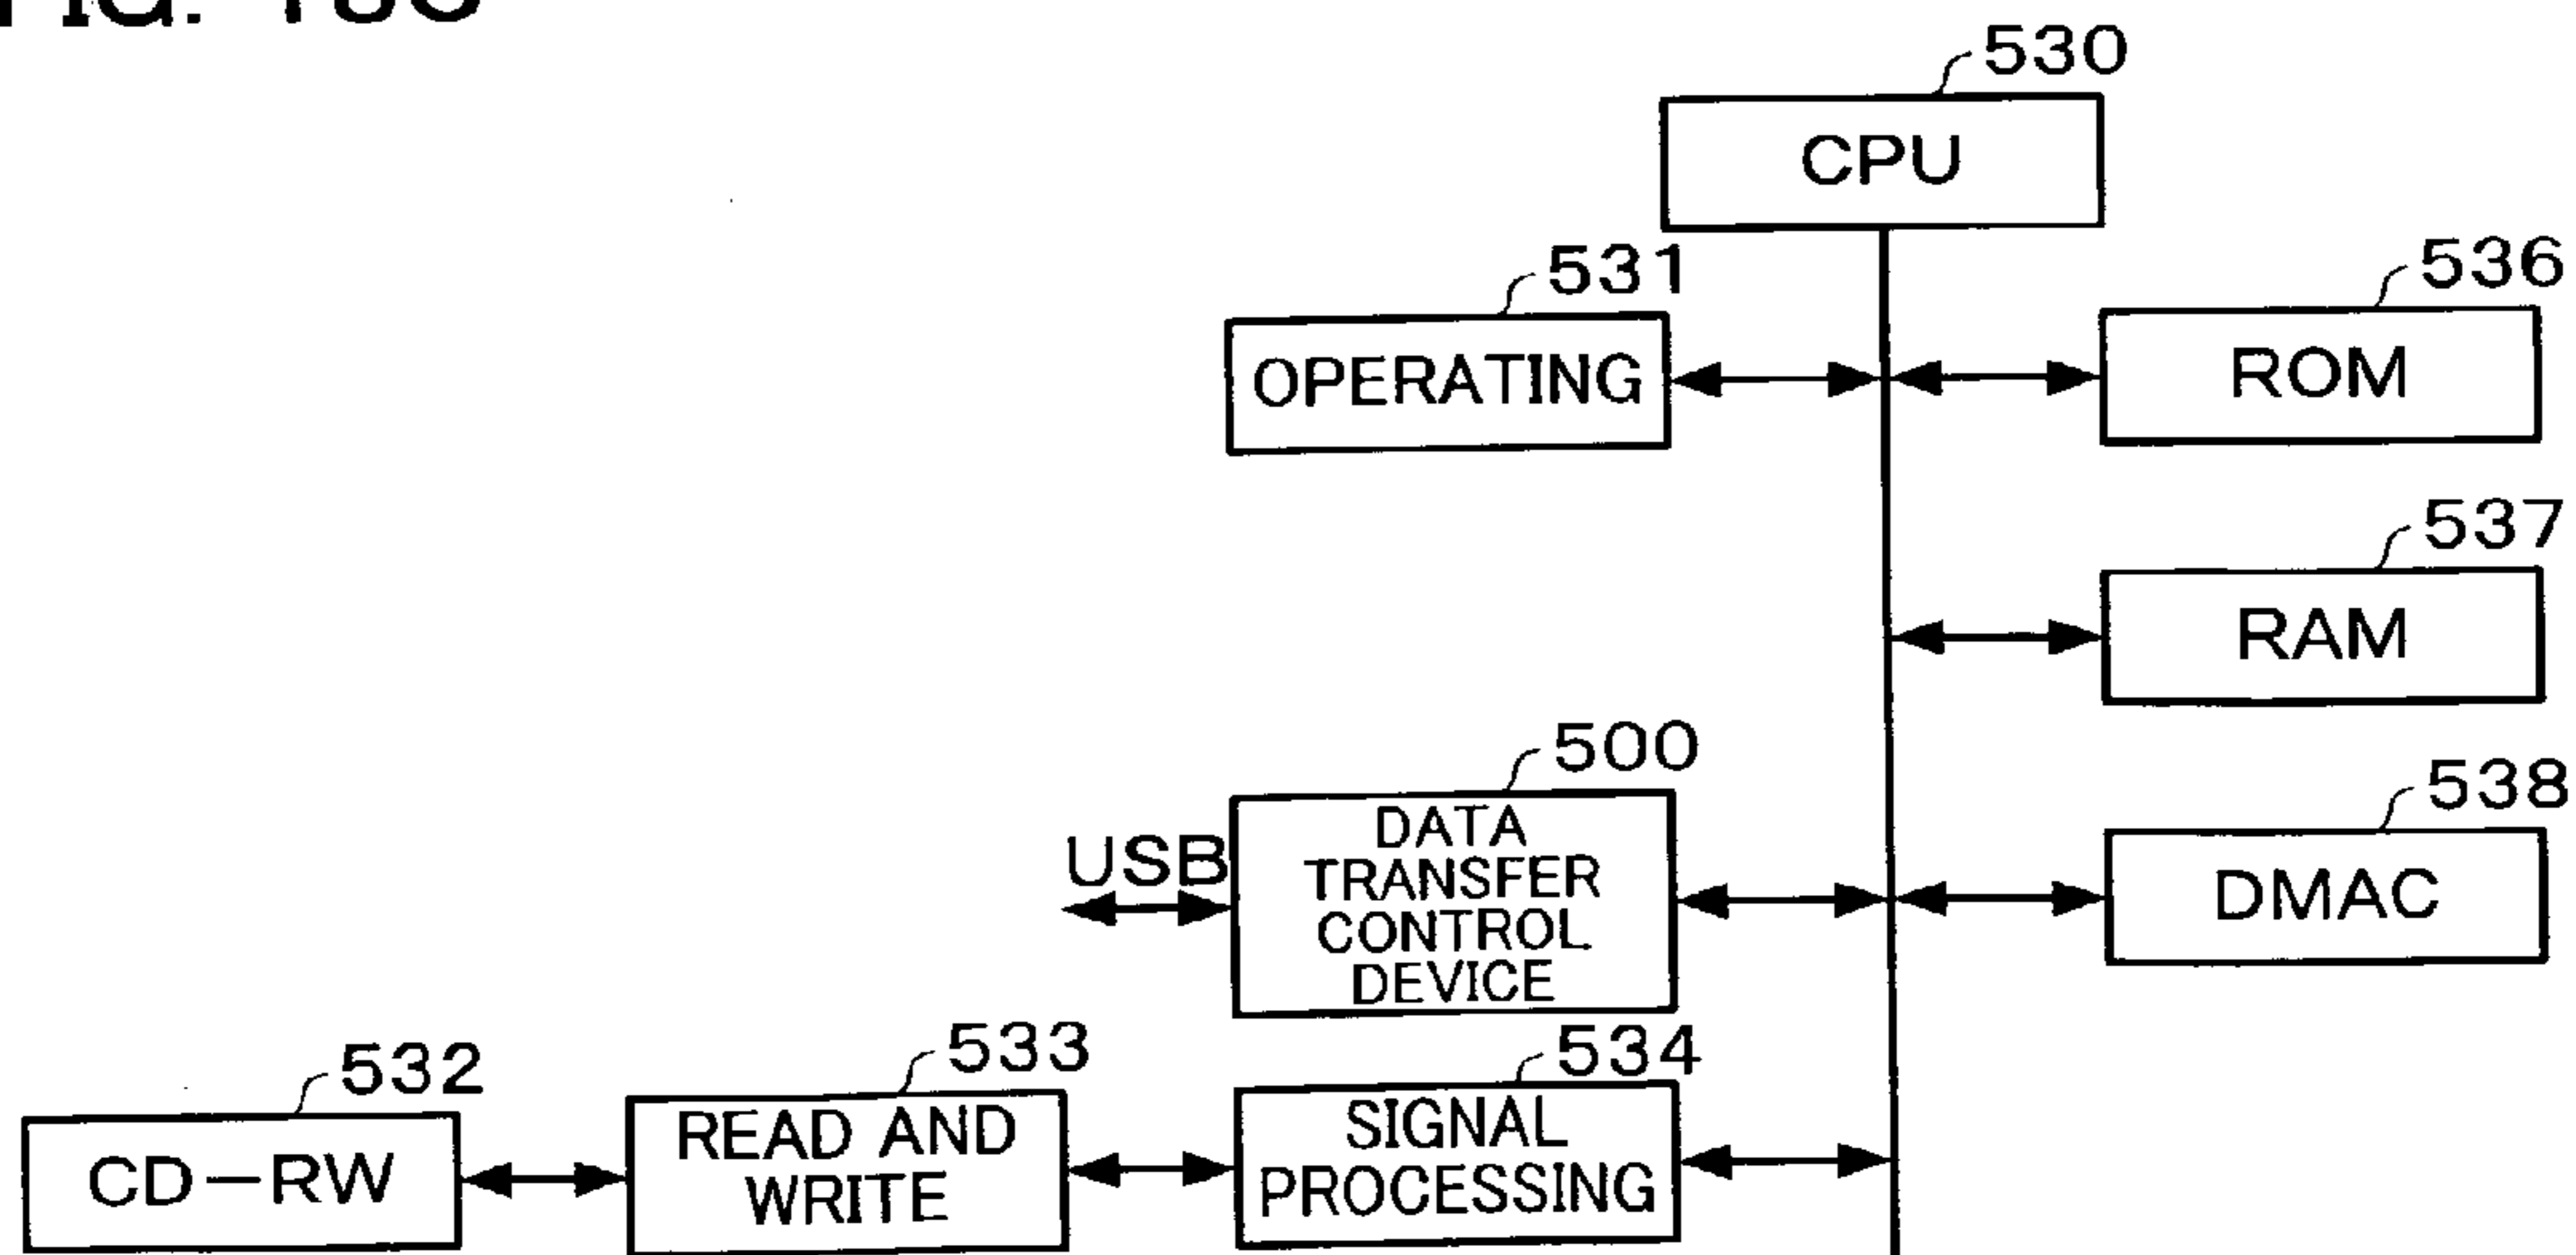 530
CPU
531
536
OPERATING
ROM
537
RAM
500
538
USB
DATA
TRANSFER
CONTROL
DEVICE
DMAC
532
533
534
CD-RW
READ AND
WRITE
SIGNAL
PROCESSING